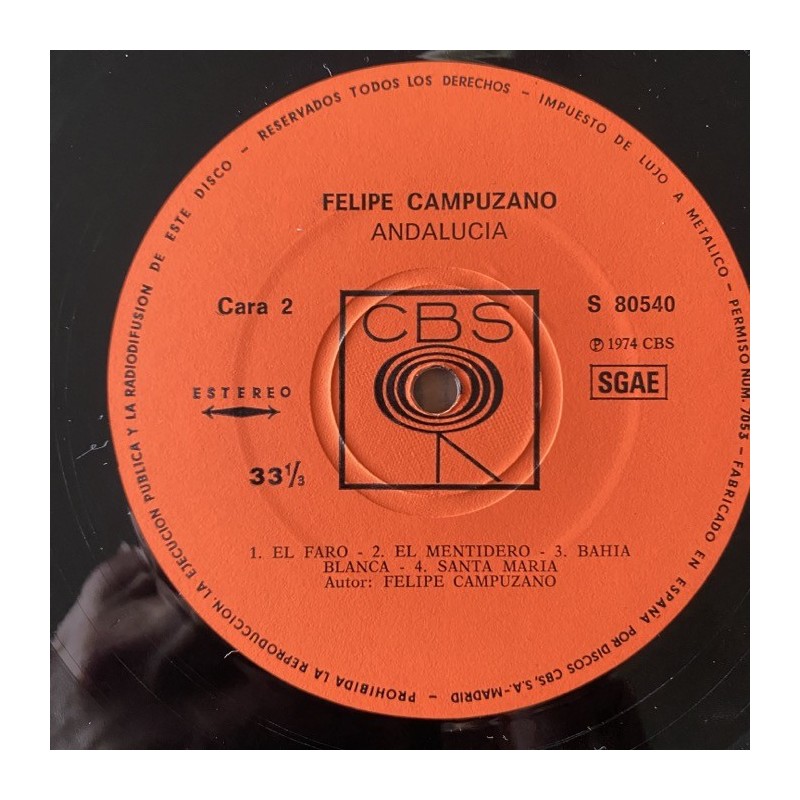 RESERVADOS TODOS LOS DERECHOS - IMPUESTO DE LUJO A METALICO - PERMISO NUM. 7053 - FABRICADO EN ESPAÑA POR DISCOS CBS, S.A.-MADRID - PROHIBIDA LA REPRODUCCION, LA EJECUCION PUBLICA Y LA RADIODIFUSION DE ESTE DISCO -
FELIPE CAMPUZANO
ANDALUCIA
Cara 2
CBS
S 80540
℗ 1974 CBS
ESTEREO
SGAE
33 1/3
1. EL FARO - 2. EL MENTIDERO - 3. BAHIA
BLANCA - 4. SANTA MARIA
Autor: FELIPE CAMPUZANO